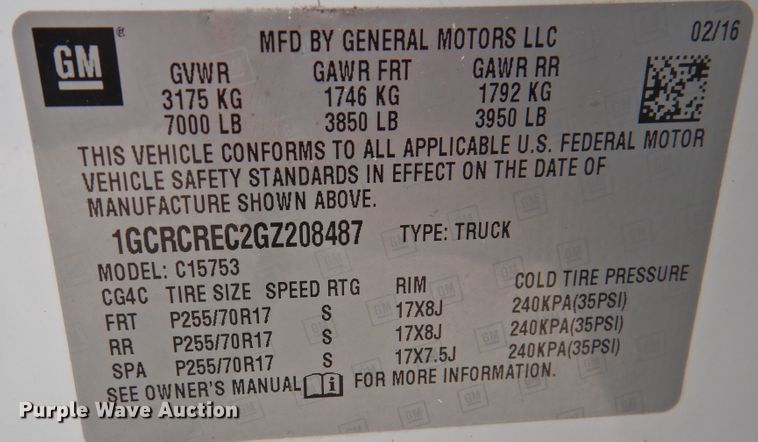 GM ® MFD BY GENERAL MOTORS LLC 02/16
GVWR GAWR FRT GAWR RR
3175 KG 1746 KG 1792 KG
7000 LB 3850 LB 3950 LB
THIS VEHICLE CONFORMS TO ALL APPLICABLE U.S. FEDERAL MOTOR
VEHICLE SAFETY STANDARDS IN EFFECT ON THE DATE OF
MANUFACTURE SHOWN ABOVE.
1GCRCREC2GZ208487 TYPE: TRUCK
MODEL: C15753
CG4C TIRE SIZE SPEED RTG RIM COLD TIRE PRESSURE
FRT P255/70R17 S 17X8J 240KPA(35PSI)
RR P255/70R17 S 17X8J 240KPA(35PSI)
SPA P255/70R17 S 17X7.5J 240KPA(35PSI)
SEE OWNER'S MANUAL i FOR MORE INFORMATION.
Purple Wave Auction